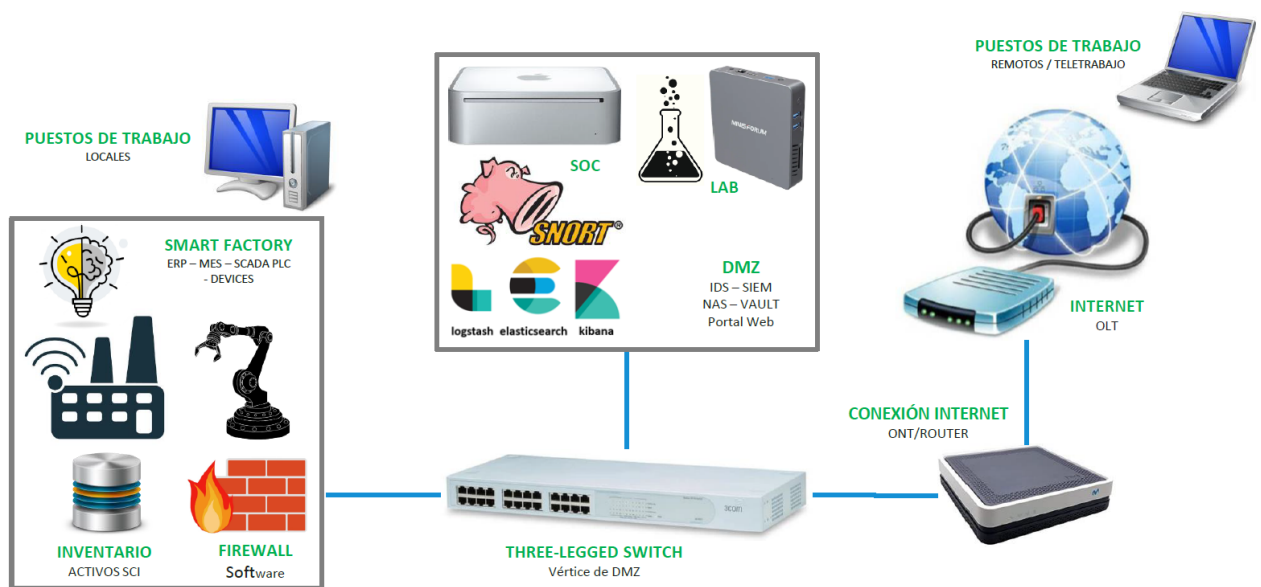 PUESTOS DE TRABAJO
LOCALES
SMART FACTORY
ERP – MES – SCADA PLC
- DEVICES
INVENTARIO
ACTIVOS SCI
FIREWALL
Software
SOC
MINISFORUM
LAB
SNORT®
DMZ
IDS – SIEM
NAS – VAULT
Portal Web
logstash elasticsearch kibana
THREE-LEGGED SWITCH
Vértice de DMZ
3COM
PUESTOS DE TRABAJO
REMOTOS / TELETRABAJO
INTERNET
OLT
CONEXIÓN INTERNET
ONT/ROUTER